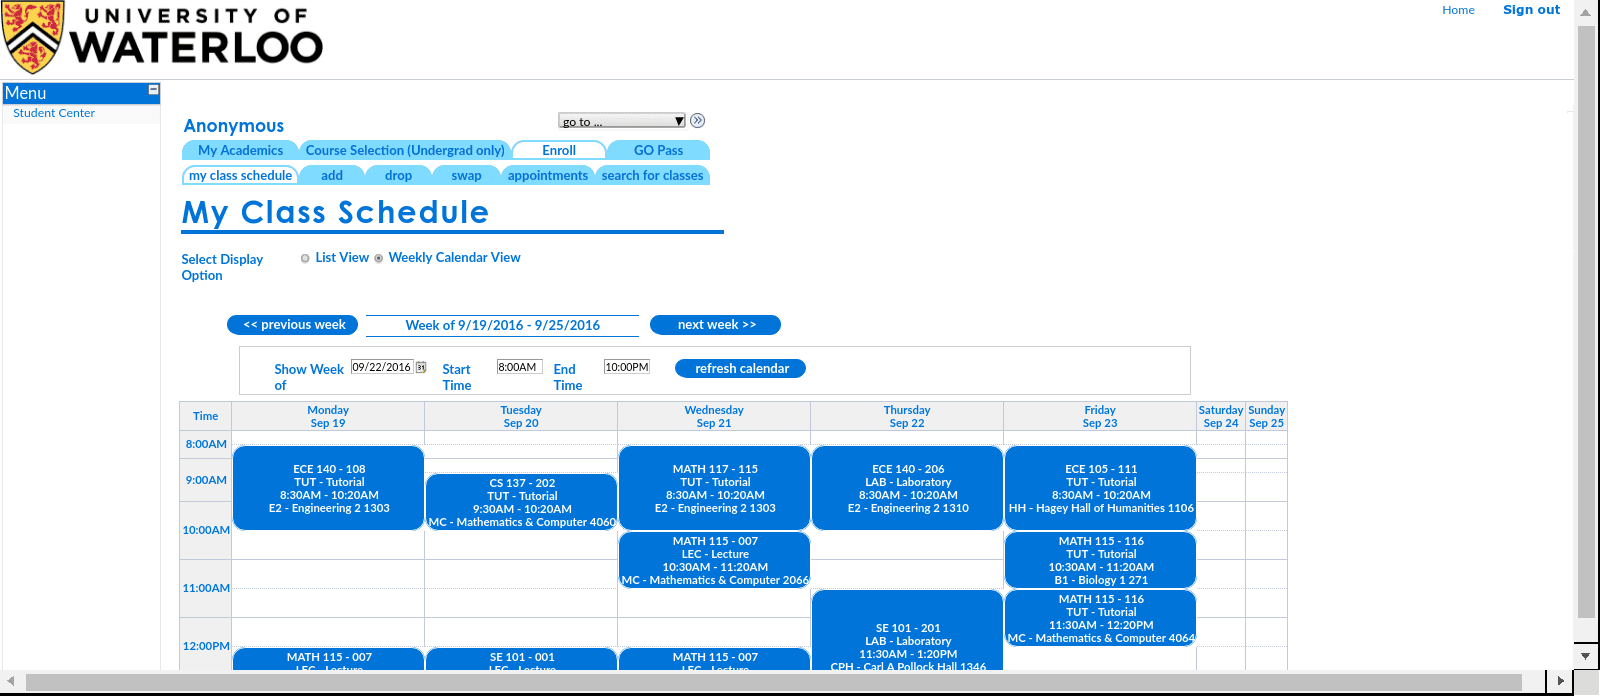 UNIVERSITY OF
WATERLOO
Home Sign out
Menu
Student Center
Anonymous
go to ...
My Academics Course Selection (Undergrad only) Enroll GO Pass
my class schedule add drop swap appointments search for classes
My Class Schedule
Select Display
Option
List View Weekly Calendar View
<< previous week Week of 9/19/2016 - 9/25/2016 next week >>
Show Week
of
09/22/2016 31
Start
Time
8:00AM
End
Time
10:00PM
refresh calendar
Time
Monday
Sep 19
Tuesday
Sep 20
Wednesday
Sep 21
Thursday
Sep 22
Friday
Sep 23
Saturday
Sep 24
Sunday
Sep 25
8:00AM
9:00AM
10:00AM
11:00AM
12:00PM
ECE 140 - 108
TUT - Tutorial
8:30AM - 10:20AM
E2 - Engineering 2 1303
MATH 115 - 007
LEC - Lecture
CS 137 - 202
TUT - Tutorial
9:30AM - 10:20AM
MC - Mathematics & Computer 4060
SE 101 - 001
LEC - Lecture
MATH 117 - 115
TUT - Tutorial
8:30AM - 10:20AM
E2 - Engineering 2 1303
MATH 115 - 007
LEC - Lecture
10:30AM - 11:20AM
MC - Mathematics & Computer 2066
MATH 115 - 007
LEC - Lecture
ECE 140 - 206
LAB - Laboratory
8:30AM - 10:20AM
E2 - Engineering 2 1310
SE 101 - 201
LAB - Laboratory
11:30AM - 1:20PM
CPH - Carl A Pollock Hall 1346
ECE 105 - 111
TUT - Tutorial
8:30AM - 10:20AM
HH - Hagey Hall of Humanities 1106
MATH 115 - 116
TUT - Tutorial
10:30AM - 11:20AM
B1 - Biology 1 271
MATH 115 - 116
TUT - Tutorial
11:30AM - 12:20PM
MC - Mathematics & Computer 4064